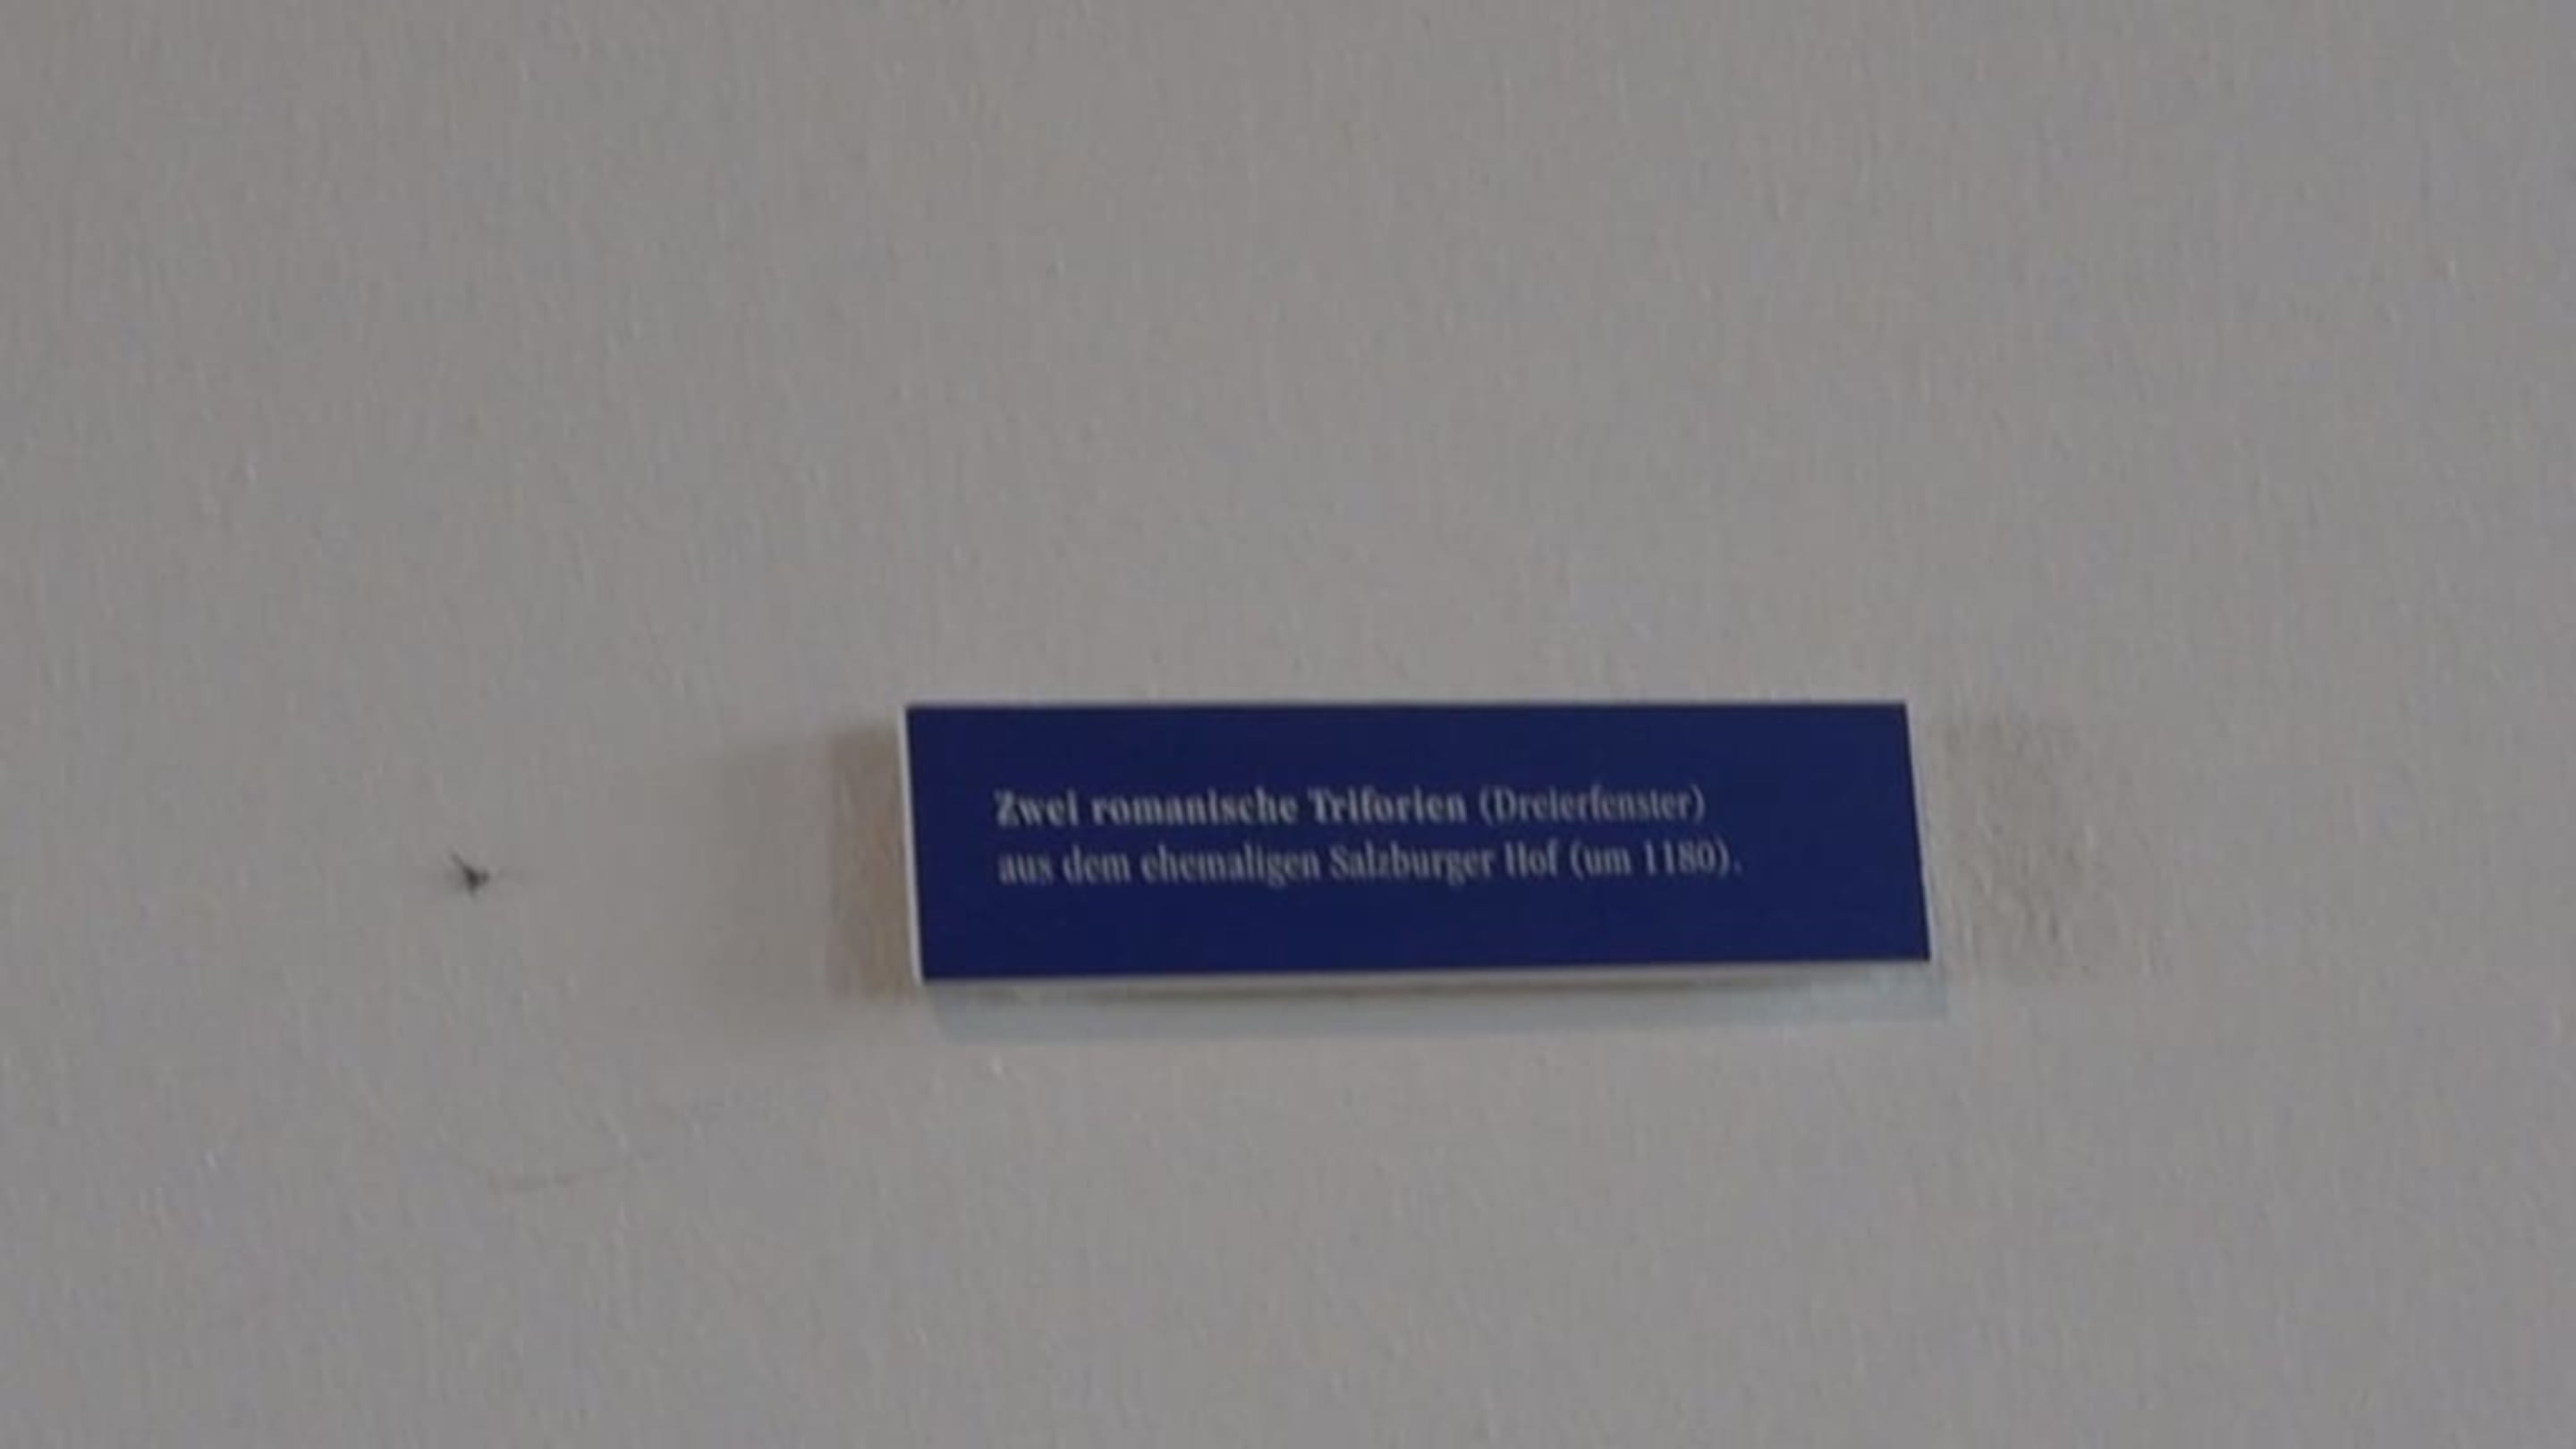 Zwei romanische Triforien (Dreierfenster)
aus dem ehemaligen Salzburger Hof (um 1180).